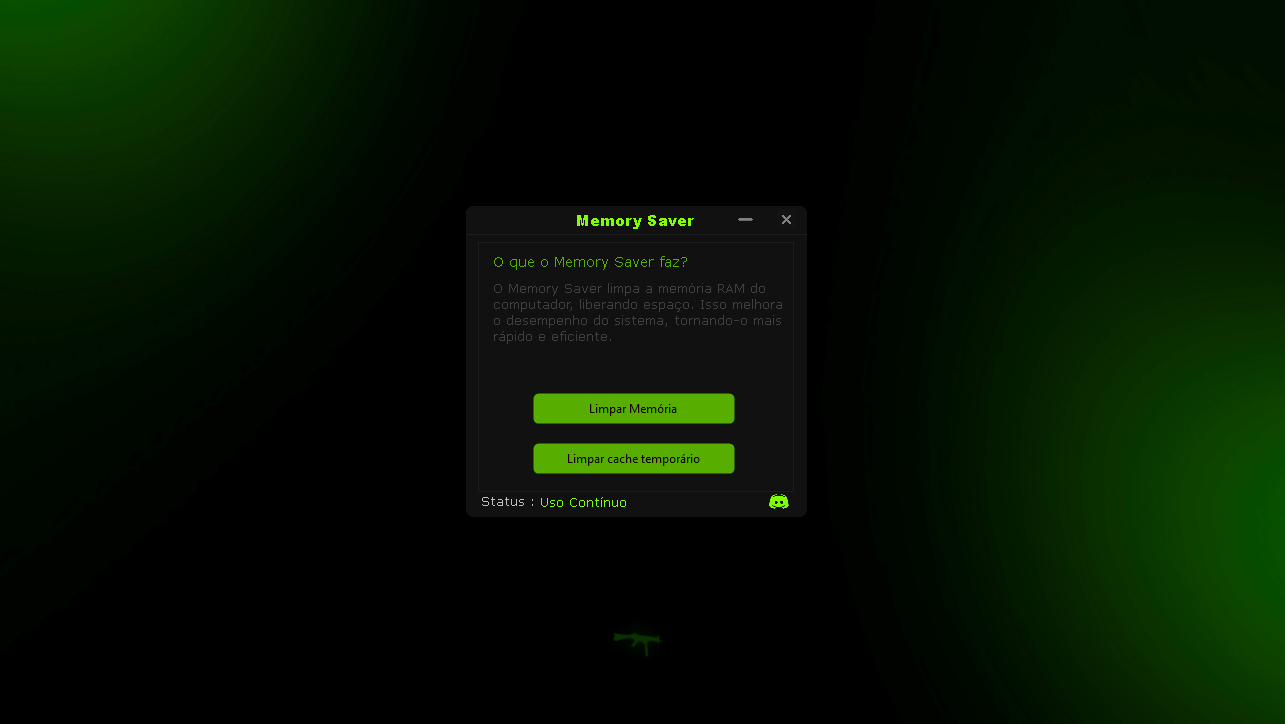 Memory Saver
O que o Memory Saver faz?
O Memory Saver limpa a memória RAM do
computador, liberando espaço. Isso melhora
o desempenho do sistema, tornando-o mais
rápido e eficiente.
Limpar Memória
Limpar cache temporário
Status : Uso Contínuo